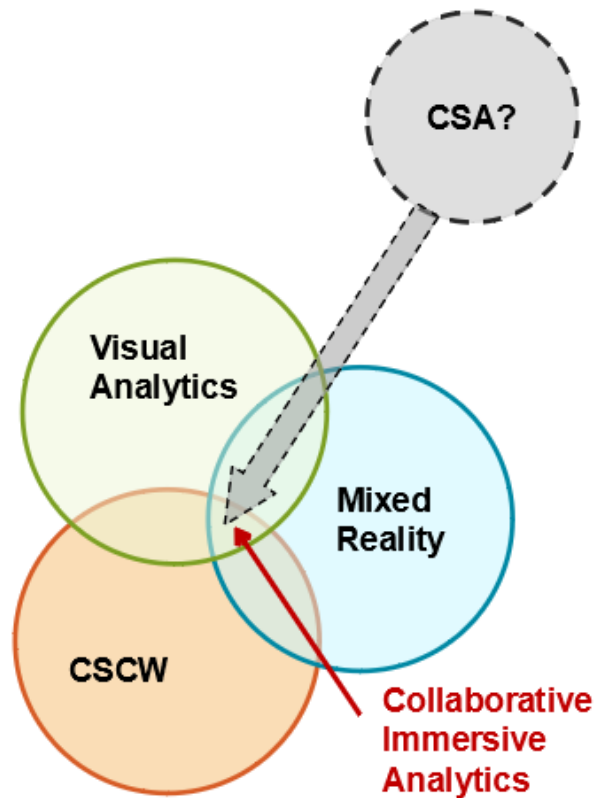 CSA?
Visual
Analytics
Mixed
Reality
CSCW
Collaborative
Immersive
Analytics